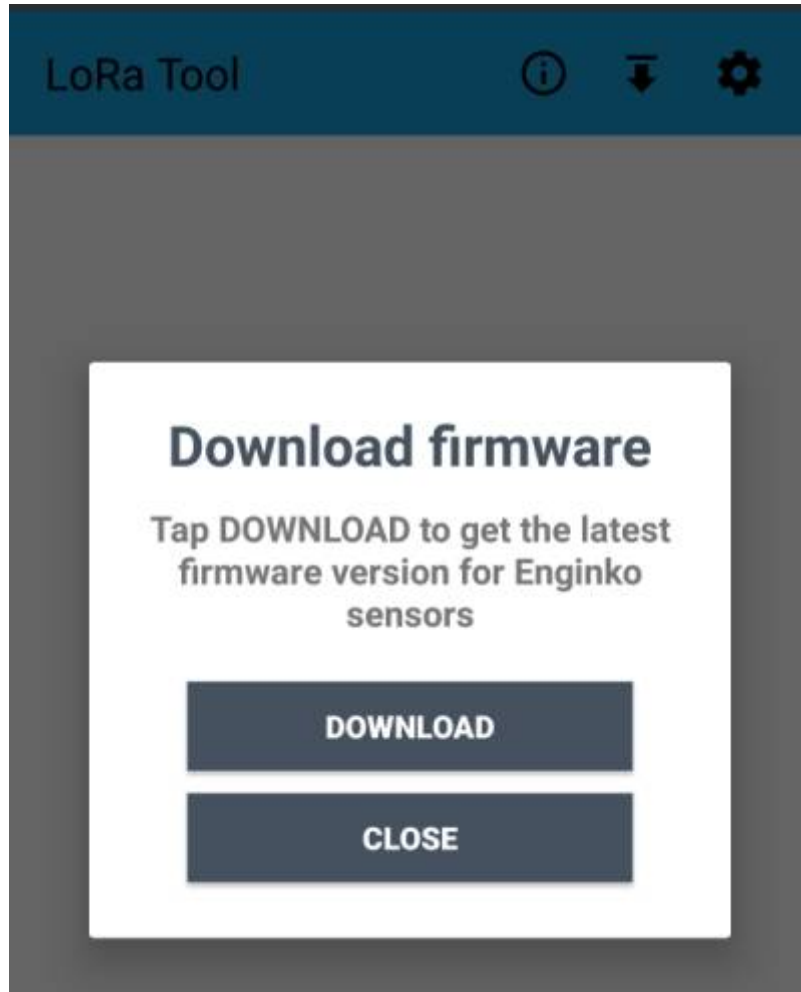 LoRa Tool
Download firmware
Tap DOWNLOAD to get the latest
firmware version for Enginko
sensors
DOWNLOAD
CLOSE